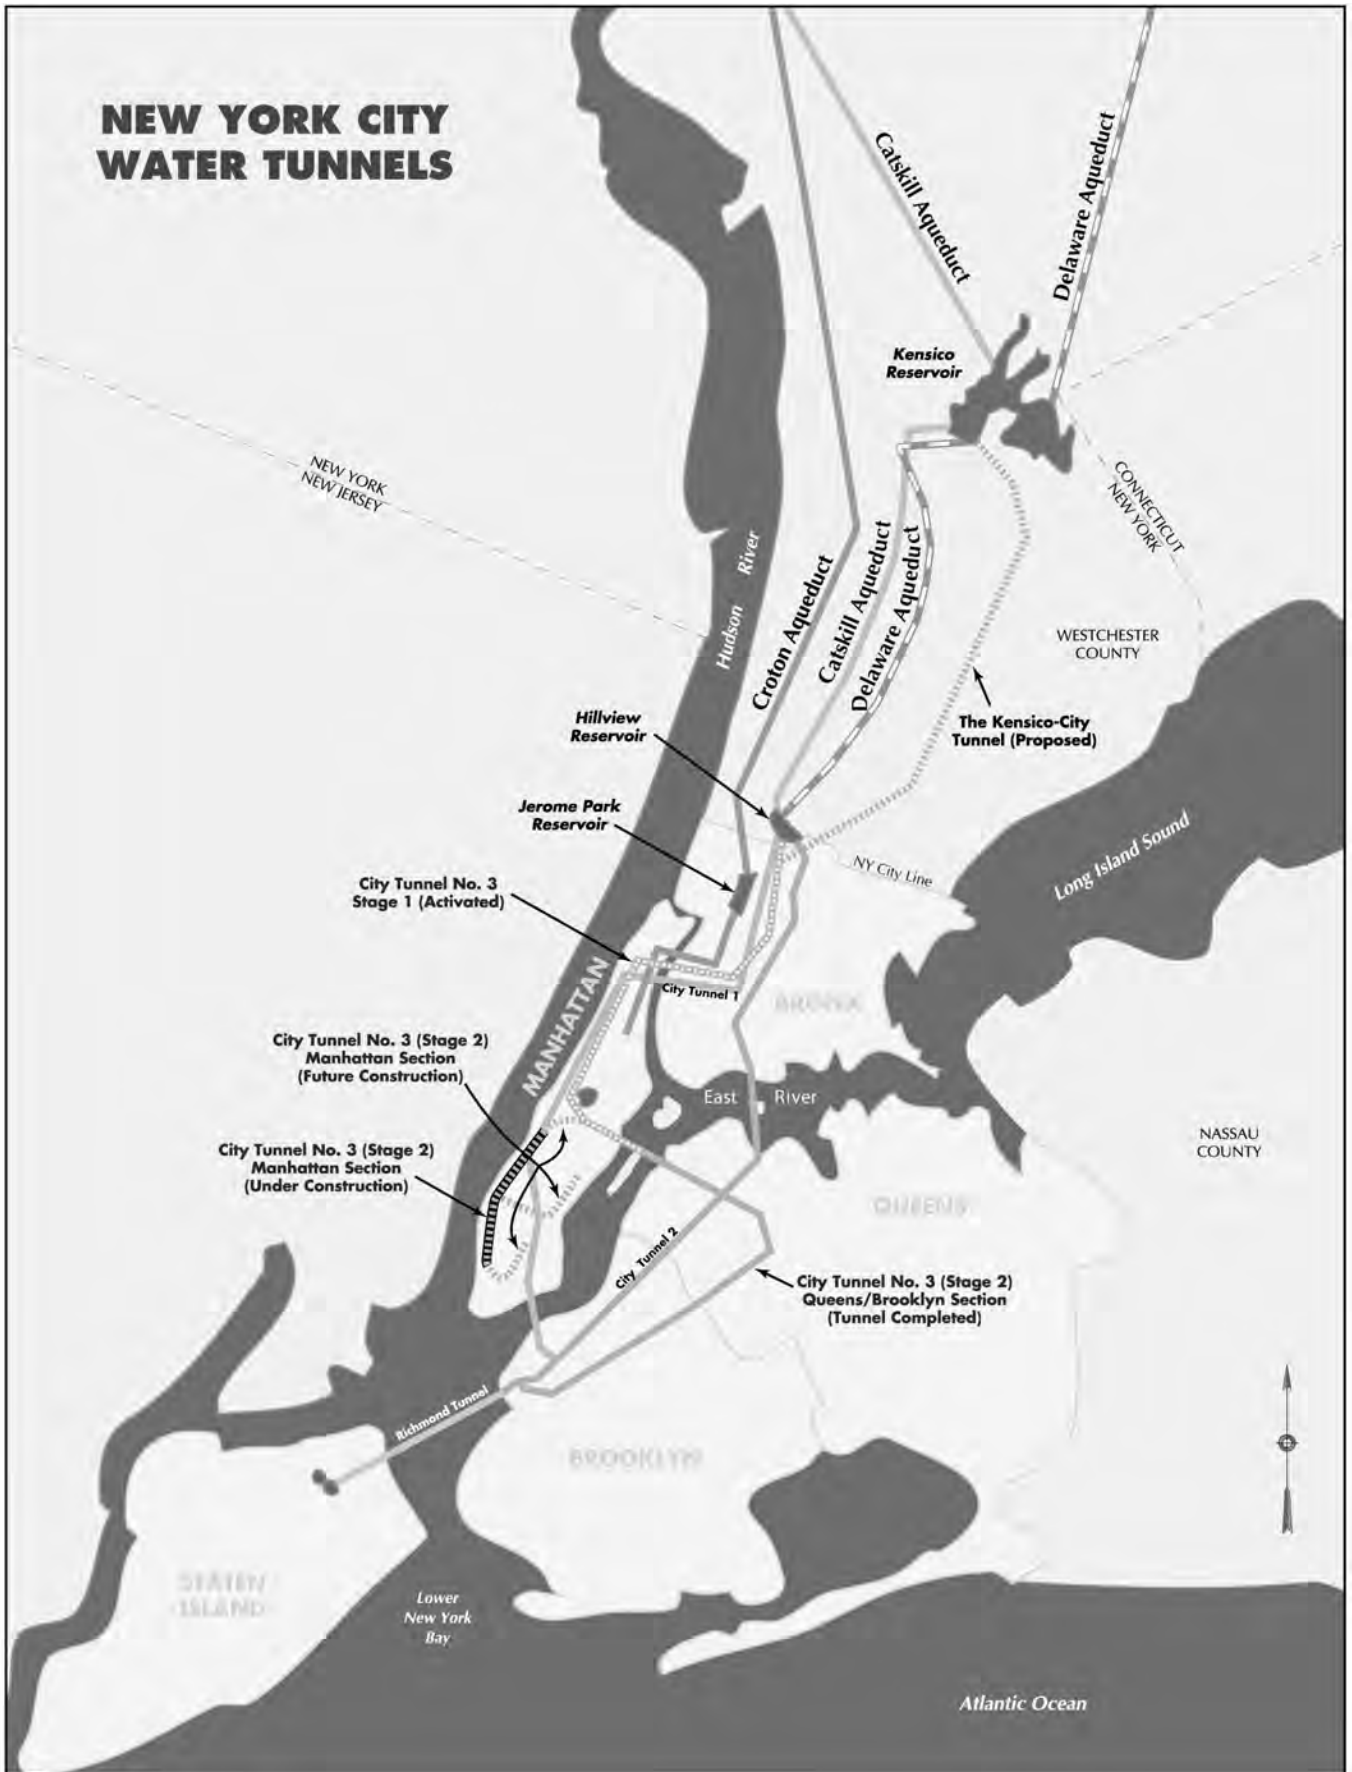 NEW YORK CITY
WATER TUNNELS
Catskill Aqueduct
Delaware Aqueduct
Kensico
Reservoir
NEW YORK
NEW JERSEY
CONNECTICUT
NEW YORK
Hudson River
Croton Aqueduct
Catskill Aqueduct
Delaware Aqueduct
WESTCHESTER
COUNTY
The Kensico-City
Tunnel (Proposed)
Hillview
Reservoir
Jerome Park
Reservoir
Long Island Sound
NY City Line
City Tunnel No. 3
Stage 1 (Activated)
MANHATTAN
City Tunnel 1
BRONX
City Tunnel No. 3 (Stage 2)
Manhattan Section
(Future Construction)
East River
City Tunnel No. 3 (Stage 2)
Manhattan Section
(Under Construction)
NASSAU
COUNTY
QUEENS
City Tunnel 2
City Tunnel No. 3 (Stage 2)
Queens/Brooklyn Section
(Tunnel Completed)
Richmond Tunnel
BROOKLYN
STATEN
ISLAND
Lower
New York
Bay
Atlantic Ocean